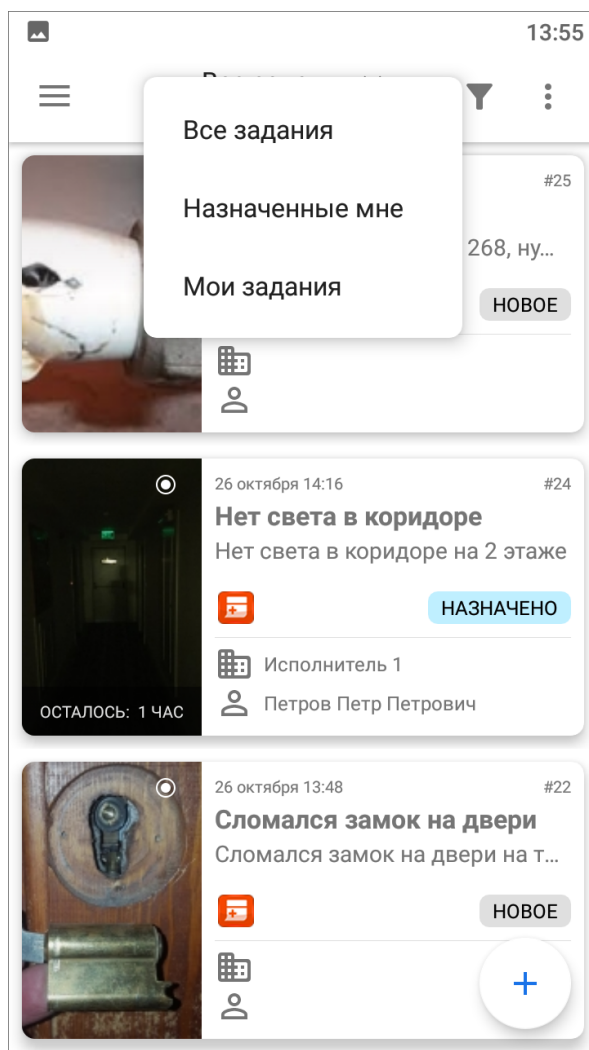 13:55
Все задания
Назначенные мне
Мои задания
#25
268, ну...
НОВОЕ
26 октября 14:16
#24
Нет света в коридоре
Нет света в коридоре на 2 этаже
НАЗНАЧЕНО
Исполнитель 1
ОСТАЛОСЬ: 1 ЧАС
Петров Петр Петрович
26 октября 13:48
#22
Сломался замок на двери
Сломался замок на двери на т...
НОВОЕ